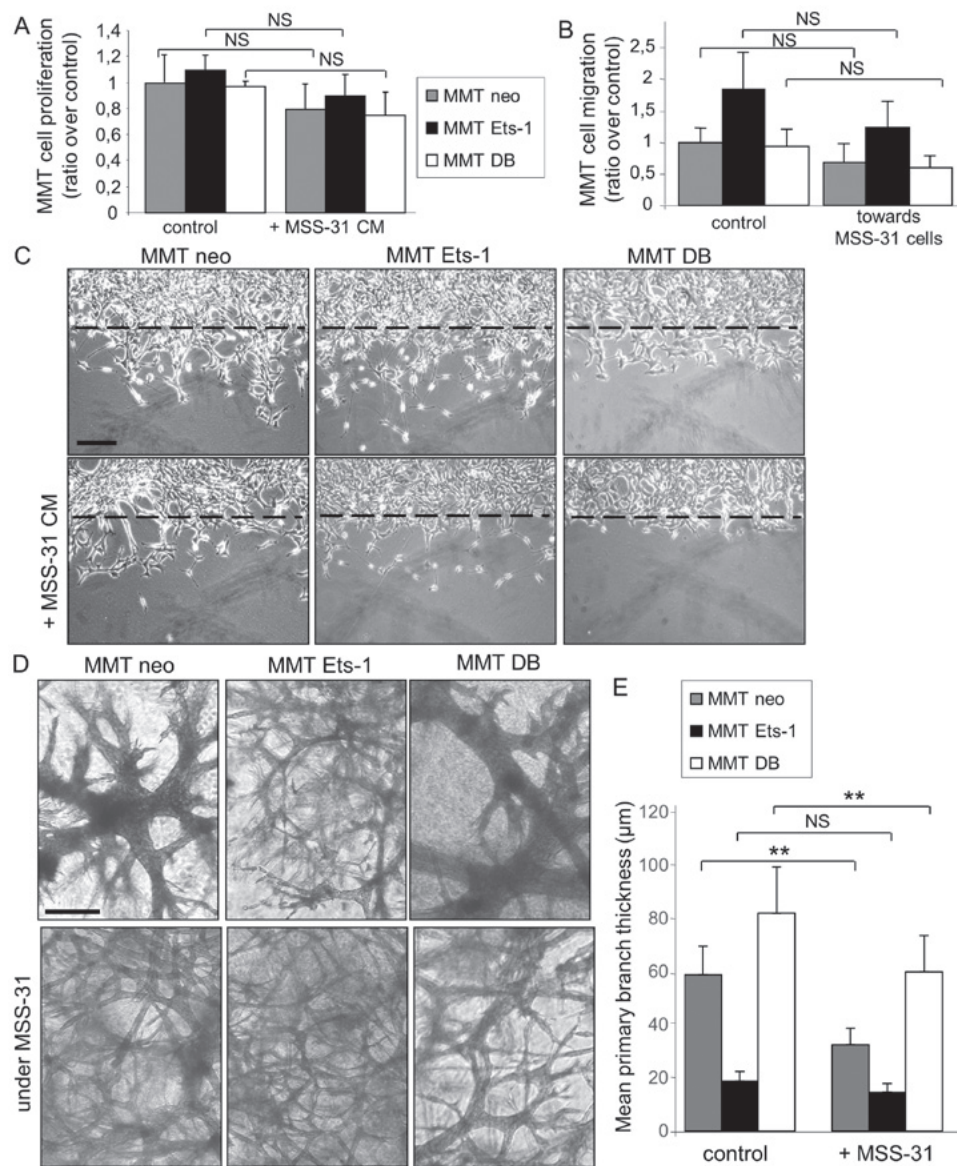 A
MMT cell proliferation
(ratio over control)
1,4
1,2
1
0,8
0,6
0,4
0,2
0
NS
NS
NS
control
+ MSS-31 CM
MMT neo
MMT Ets-1
MMT DB
B
MMT cell migration
(ratio over control)
2,5
2
1,5
1
0,5
0
NS
NS
NS
control
towards
MSS-31 cells
C
MMT neo
MMT Ets-1
MMT DB
+ MSS-31 CM
D
MMT neo
MMT Ets-1
MMT DB
under MSS-31
E
MMT neo
MMT Ets-1
MMT DB
Mean primary branch thickness (µm)
120
100
80
60
40
20
0
**
NS
**
control
+ MSS-31